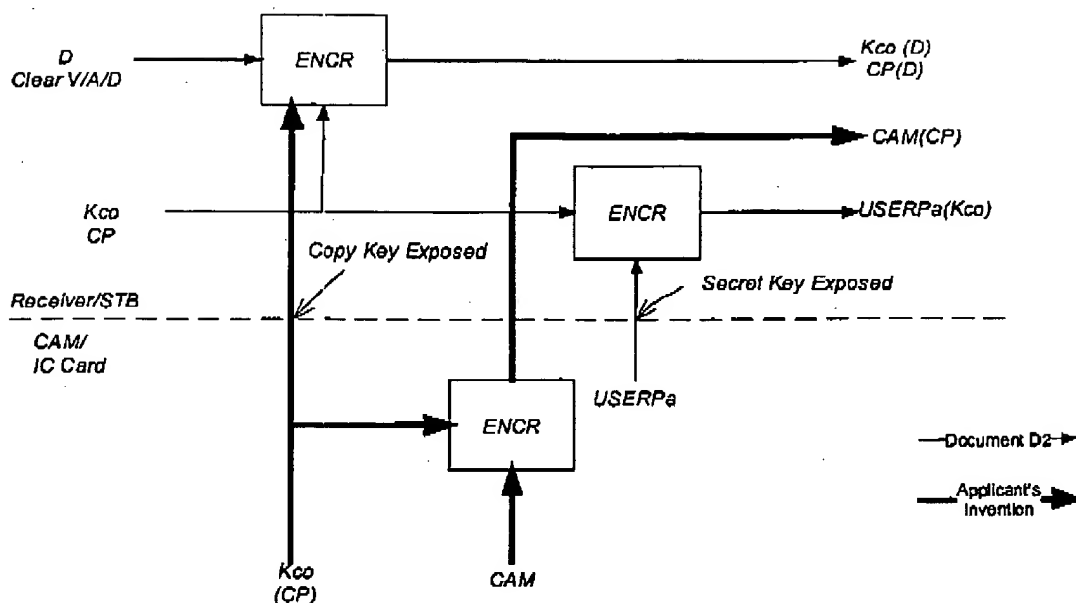 D
Clear V/A/D
ENCR
Kco (D)
CP(D)
CAM(CP)
Kco
CP
ENCR
USERPa(Kco)
Copy Key Exposed
Secret Key Exposed
Receiver/STB
CAM/
IC Card
USERPa
ENCR
Document D2
Applicant's
Invention
Kco
(CP)
CAM